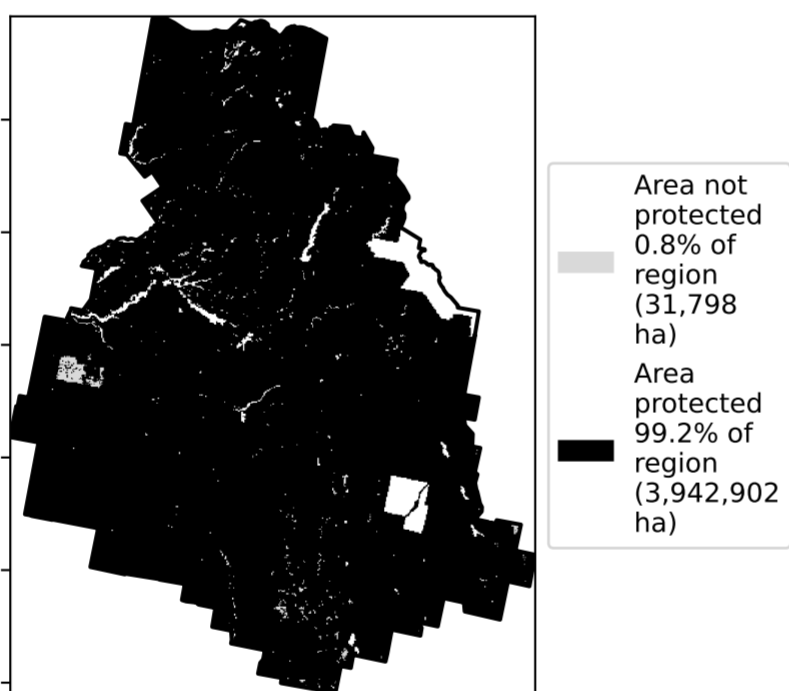 Area not
protected
0.8% of
region
(31,798
ha)
Area
protected
99.2% of
region
(3,942,902
ha)